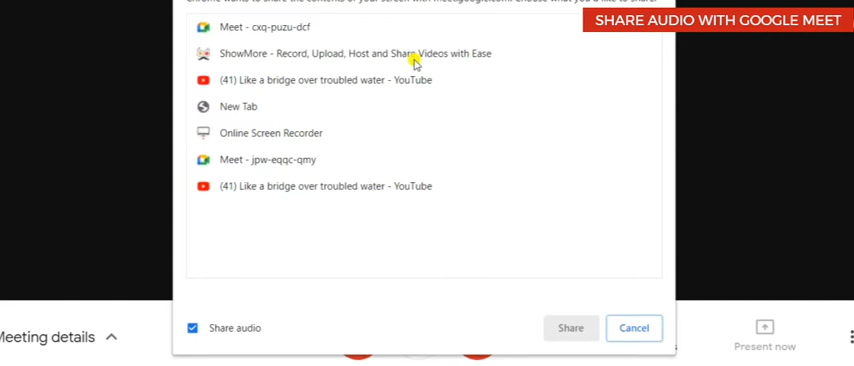 SHARE AUDIO WITH GOOGLE MEET
Meet - cxq-puzu-dcf
ShowMore - Record, Upload, Host and Share Videos with Ease
(41) Like a bridge over troubled water - YouTube
New Tab
Online Screen Recorder
Meet - jpw-eqqc-qmy
(41) Like a bridge over troubled water - YouTube
Share audio
Share
Cancel
Meeting details
Present now